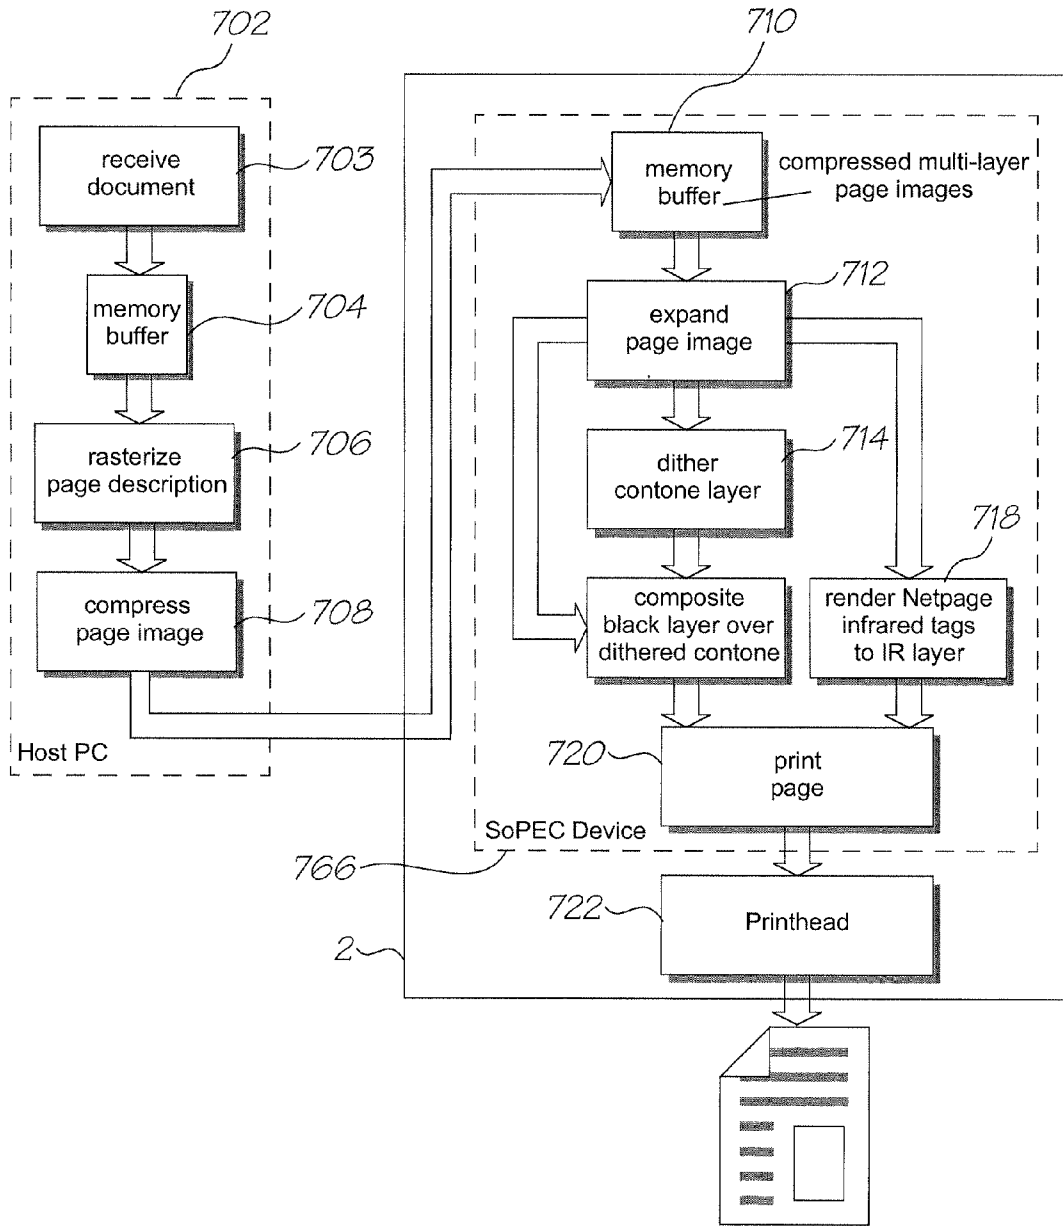 702
receive
document
703
memory
buffer
704
rasterize
page description
706
compress
page image
708
Host PC
710
memory
buffer
compressed multi-layer
page images
expand
page image
712
dither
contone layer
714
composite
black layer over
dithered contone
render Netpage
infrared tags
to IR layer
718
print
page
720
SoPEC Device
766
Printhead
722
2